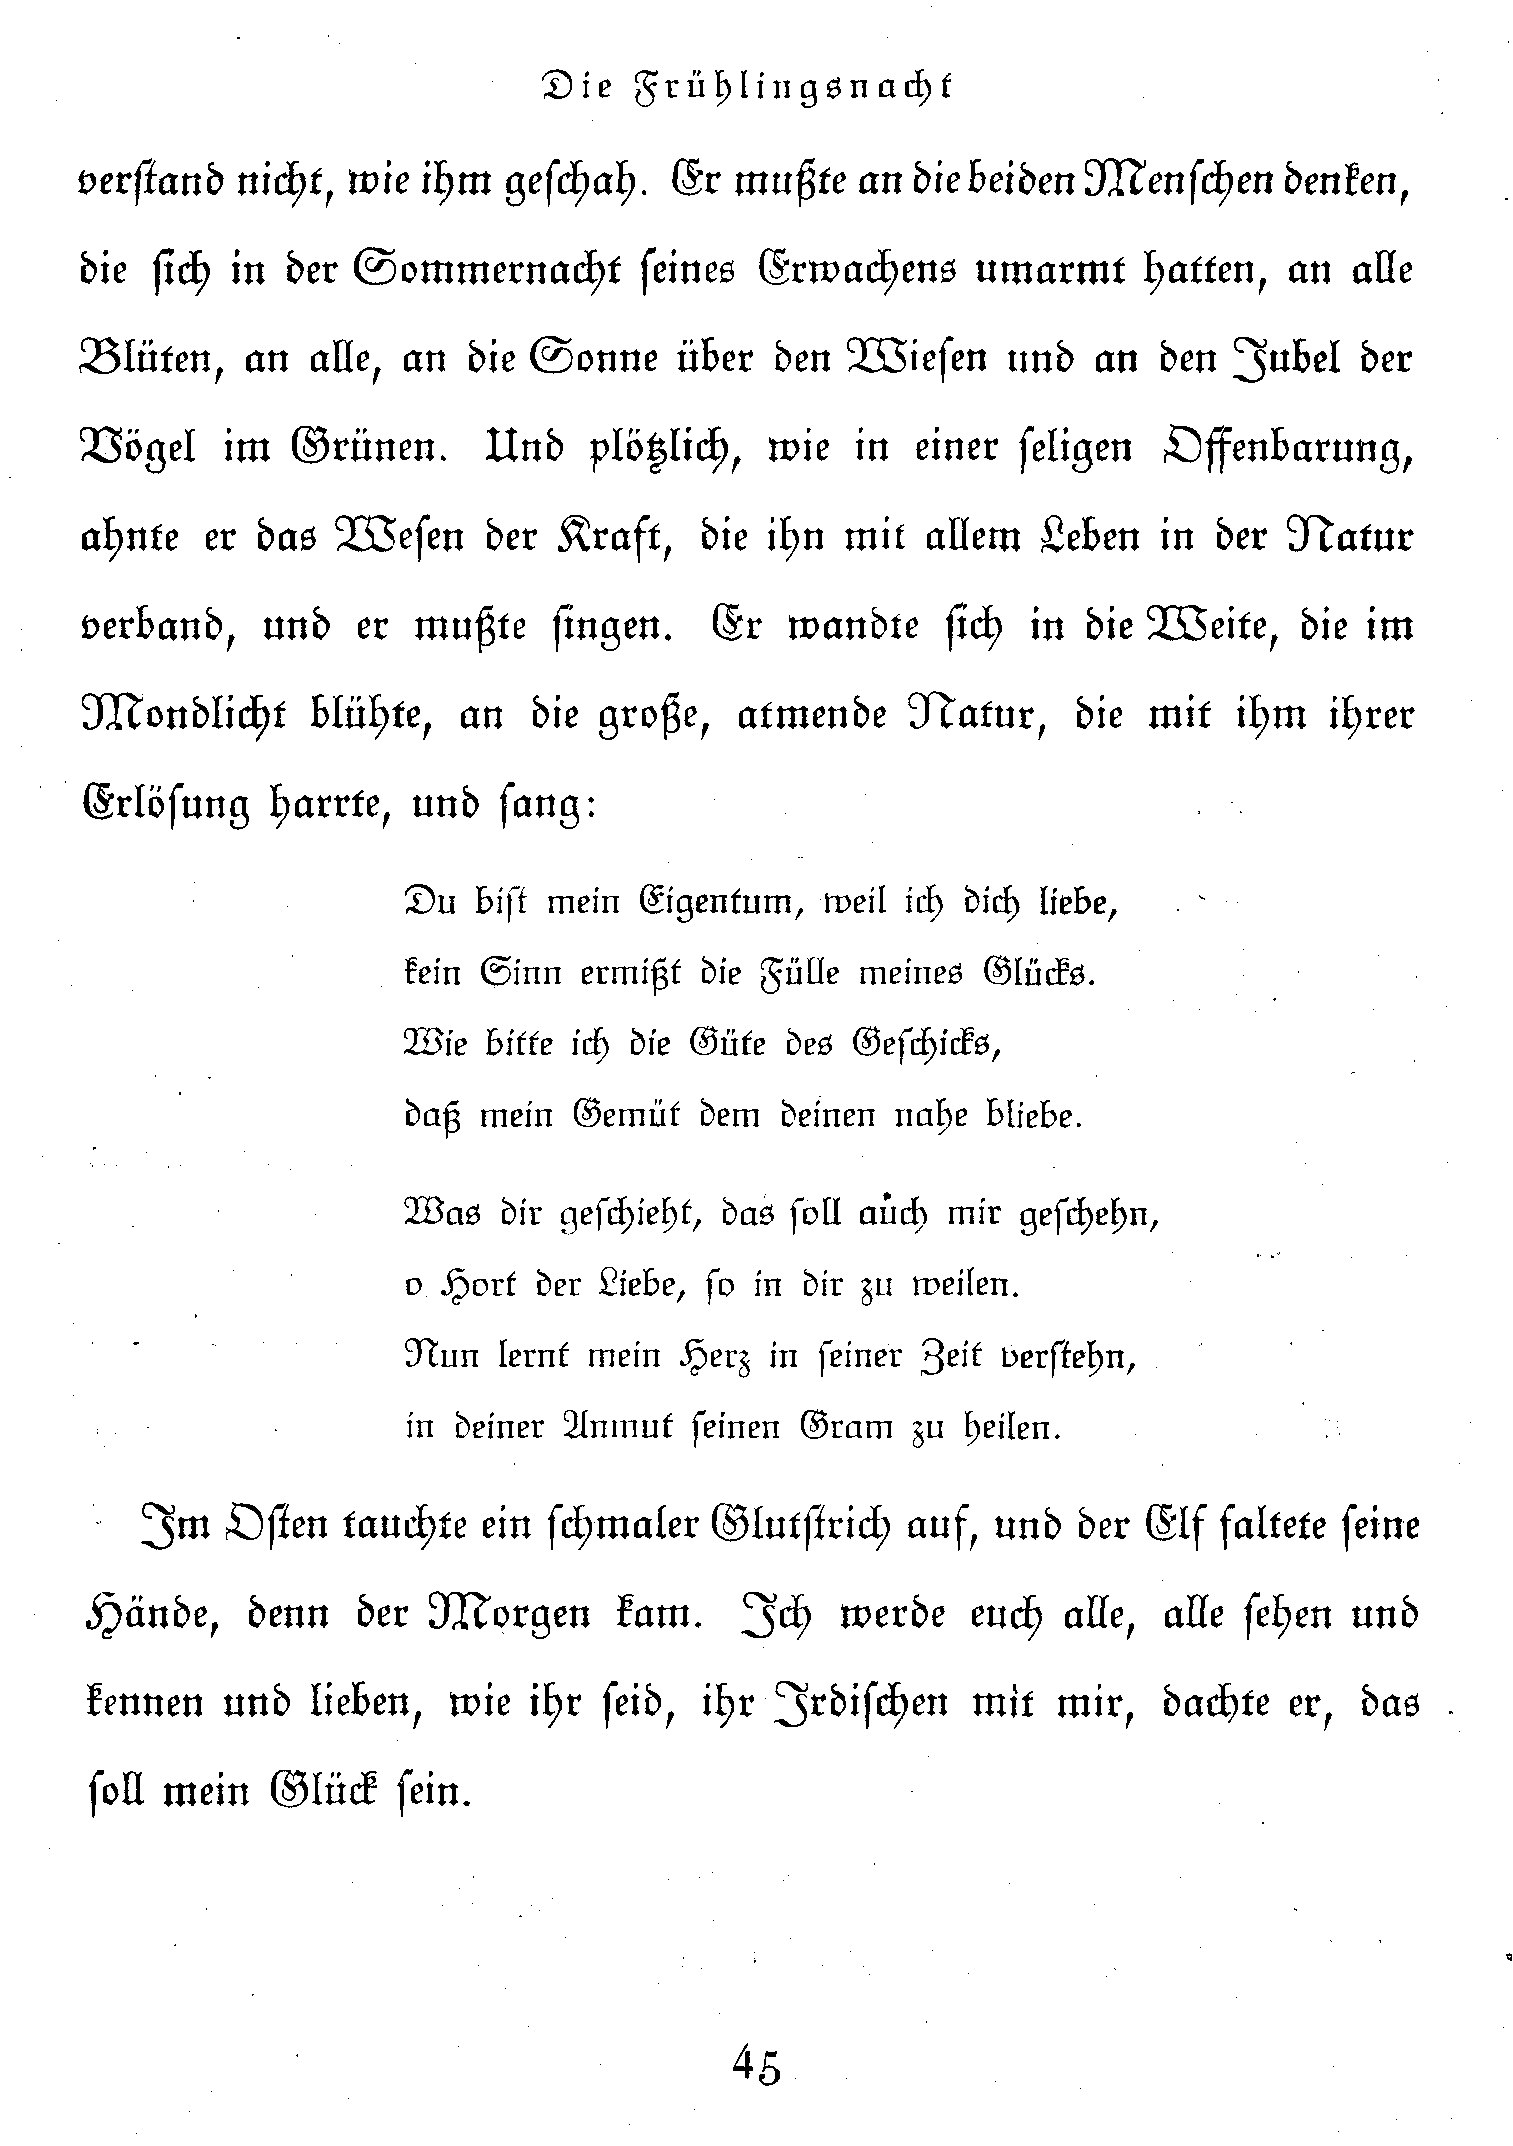 Die Frühlingsnacht
verstand nicht, wie ihm geschah. Er mußte an die beiden Menschen denken,
die sich in der Sommernacht seines Erwachens umarmt hatten, an alle
Blüten, an alle, an die Sonne über den Wiesen und an den Jubel der
Vögel im Grünen. Und plötzlich, wie in einer seligen Offenbarung,
ahnte er das Wesen der Kraft, die ihn mit allem Leben in der Natur
verband, und er mußte singen. Er wandte sich in die Weite, die im
Mondlicht blühte, an die große, atmende Natur, die mit ihm ihrer
Erlösung harrte, und sang:
Du bist mein Eigentum, weil ich dich liebe,
kein Sinn ermißt die Fülle meines Glücks.
Wie bitte ich die Güte des Geschicks,
daß mein Gemüt dem deinen nahe bliebe.
Was dir geschieht, das soll auch mir geschehn,
o Hort der Liebe, so in dir zu weilen.
Nun lernt mein Herz in seiner Zeit verstehn,
in deiner Anmut seinen Gram zu heilen.
Im Osten tauchte ein schmaler Glutstrich auf, und der Elf faltete seine
Hände, denn der Morgen kam. Ich werde euch alle, alle sehen und
kennen und lieben, wie ihr seid, ihr Irdischen mit mir, dachte er, das
soll mein Glück sein.
45